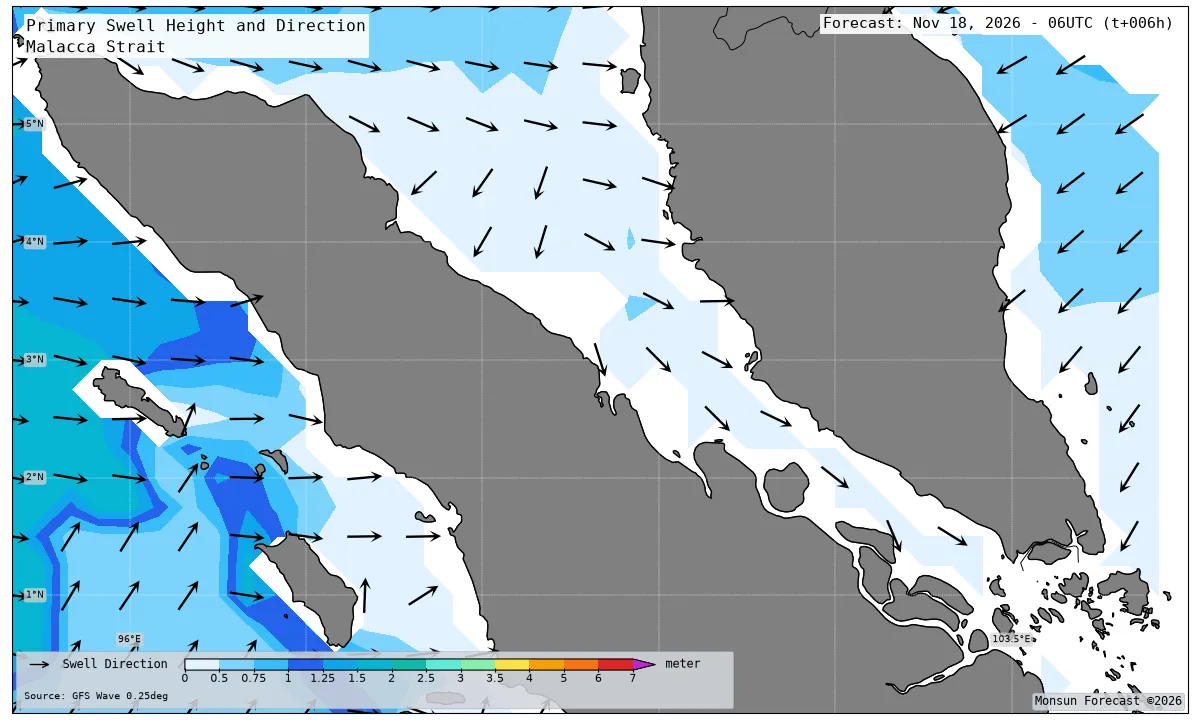 Primary Swell Height and Direction
Malacca Strait
Forecast: Nov 18, 2026 - 06UTC (t+006h)
5°N
4°N
3°N
2°N
1°N
96°E
103.5°E
Swell Direction
meter
0 0.5 0.75 1 1.25 1.5 2 2.5 3 3.5 4 5 6 7
Source: GFS Wave 0.25deg
Monsun Forecast ©2026